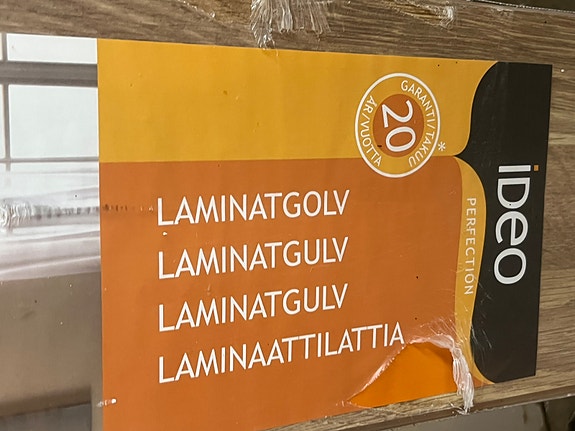 LAMINATGOLV
LAMINATGULV
LAMINATGULV
LAMINAATTILATTIA
GARANTI/TAKUU
20
ÅR/VUOTTA
*
iDeo
PERFECTION